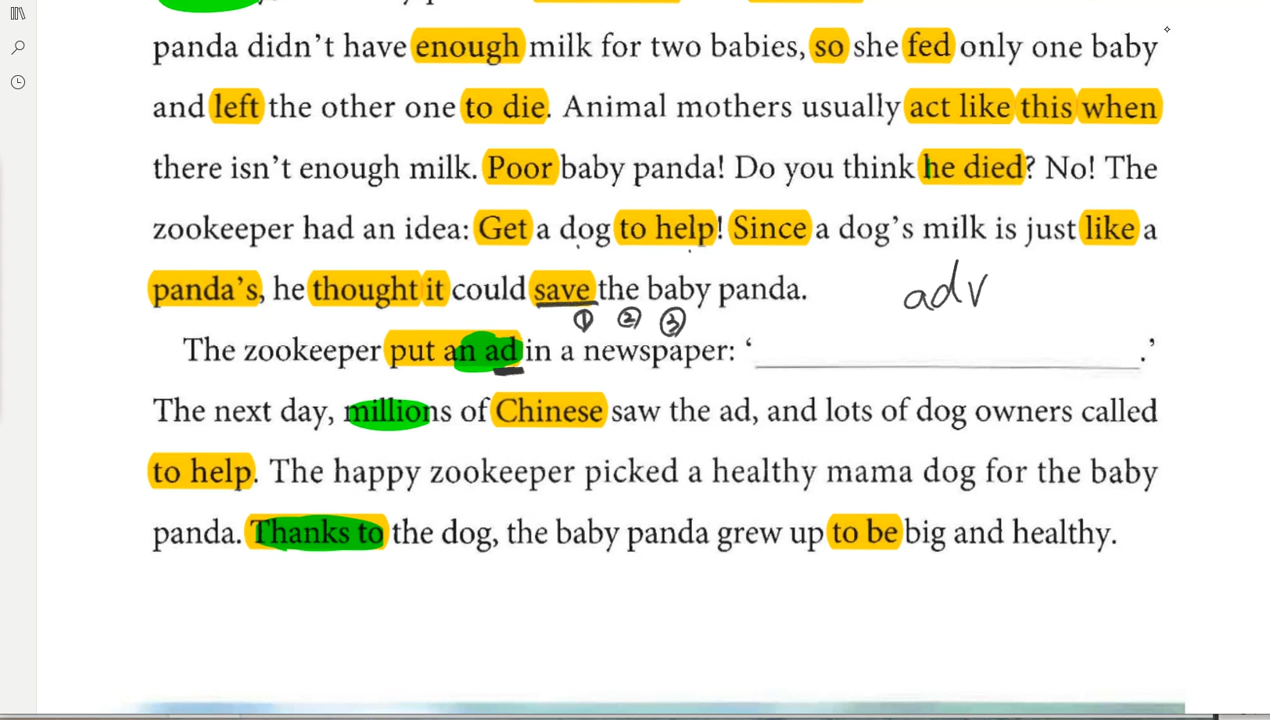 panda didn't have enough milk for two babies, so she fed only one baby
and left the other one to die. Animal mothers usually act like this when
there isn't enough milk. Poor baby panda! Do you think he died? No! The
zookeeper had an idea: Get a dog to help! Since a dog's milk is just like a
panda's, he thought it could save the baby panda.
adv
① ② ③
The zookeeper put an ad in a newspaper: ‘ .’
The next day, millions of Chinese saw the ad, and lots of dog owners called
to help. The happy zookeeper picked a healthy mama dog for the baby
panda. Thanks to the dog, the baby panda grew up to be big and healthy.